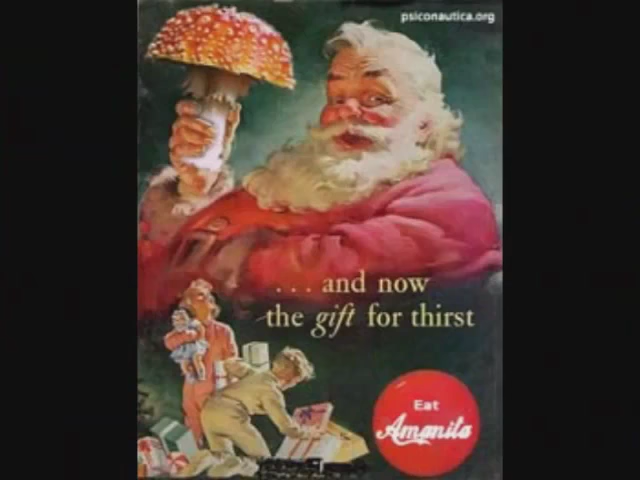 psiconautica.org
. . . and now
the gift for thirst
Eat
Amanita